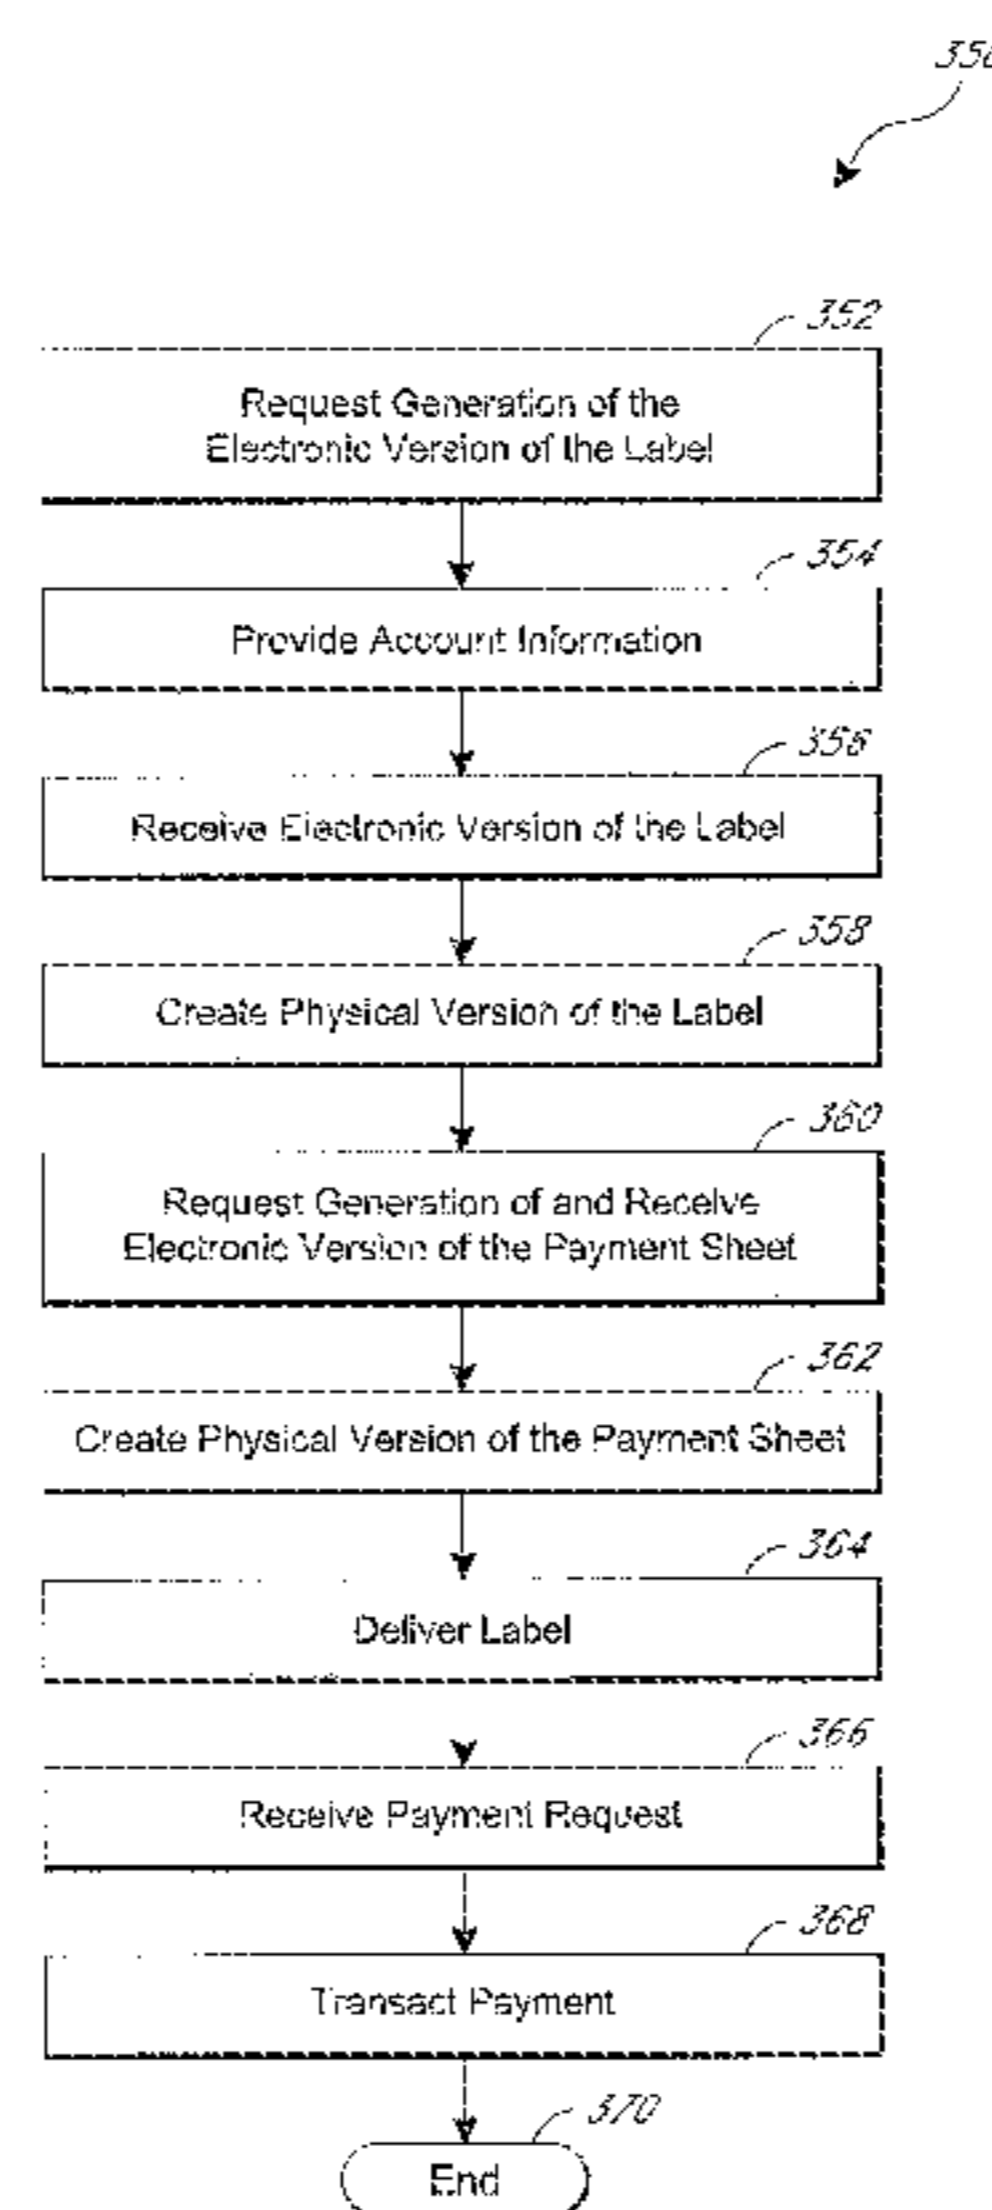 352
Request Generation of the
Electronic Version of the Label
354
Provide Account Information
356
Receive Electronic Version of the Label
358
Create Physical Version of the Label
360
Request Generation of and Receive
Electronic Version of the Payment Sheet
362
Create Physical Version of the Payment Sheet
364
Deliver Label
366
Receive Payment Request
368
Transact Payment
370
End